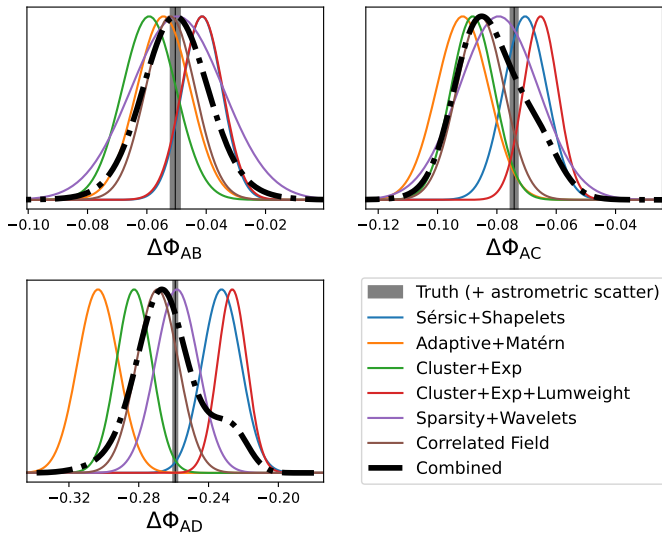 −0.10 −0.08 −0.06 −0.04 −0.02
ΔΦAB
−0.12 −0.10 −0.08 −0.06 −0.04
ΔΦAC
−0.32 −0.28 −0.24 −0.20
ΔΦAD
Truth (+ astrometric scatter)
Sérsic+Shapelets
Adaptive+Matérn
Cluster+Exp
Cluster+Exp+Lumweight
Sparsity+Wavelets
Correlated Field
Combined